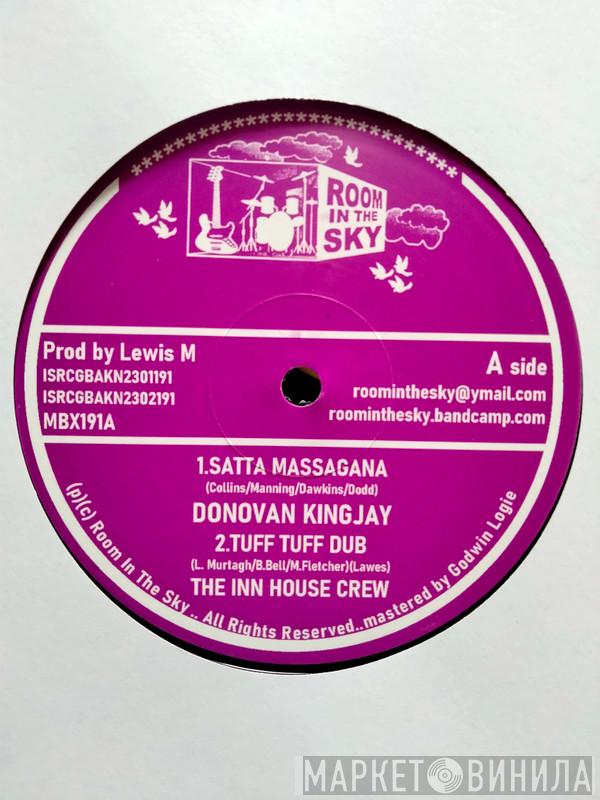 ROOM
IN THE
SKY
Prod by Lewis M
ISRCGBAKN2301191
ISRCGBAKN2302191
MBX191A
A side
roominthesky@ymail.com
roominthesky.bandcamp.com
1.SATTA MASSAGANA
(Collins/Manning/Dawkins/Dodd)
DONOVAN KINGJAY
2.TUFF TUFF DUB
(L. Murtagh/B.Bell/M.Fletcher)(Lawes)
THE INN HOUSE CREW
(p)(c) Room In The Sky .. All Rights Reserved..mastered by Godwin Logie
МАРКЕТ ВИНИЛА